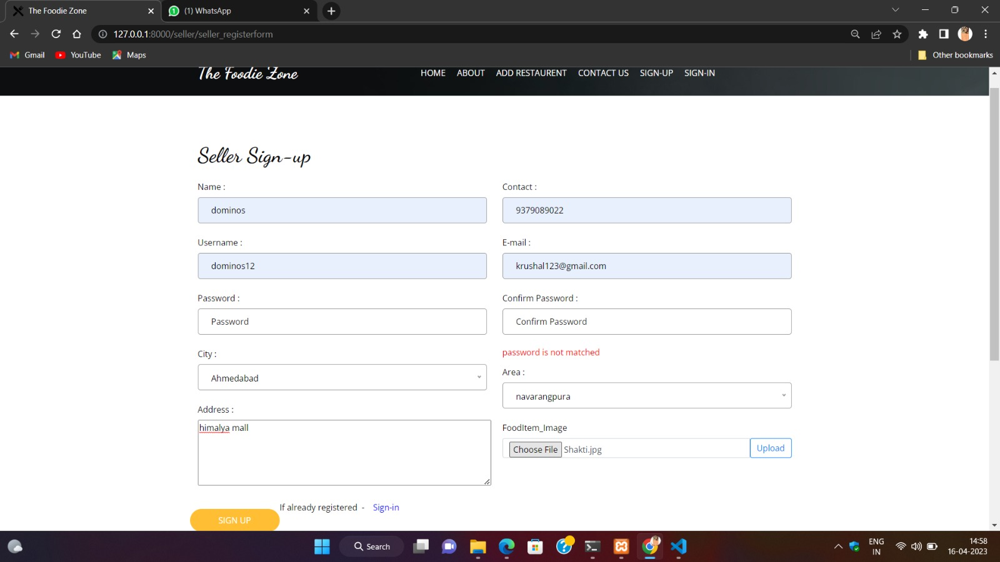 The Foodie Zone
(1) WhatsApp
127.0.0.1:8000/seller/seller_registerform
Gmail
YouTube
Maps
Other bookmarks
The Foodie Zone
HOME
ABOUT
ADD RESTAURENT
CONTACT US
SIGN-UP
SIGN-IN
Seller Sign-up
Name :
Contact :
dominos
9379089022
Username :
E-mail :
dominos12
krushal123@gmail.com
Password :
Confirm Password :
Password
Confirm Password
City :
password is not matched
Ahmedabad
Area :
navarangpura
Address :
himalya mall
FoodItem_Image
Choose File Shakti.jpg
Upload
If already registered - Sign-in
SIGN UP
Search
ENG
IN
14:58
16-04-2023